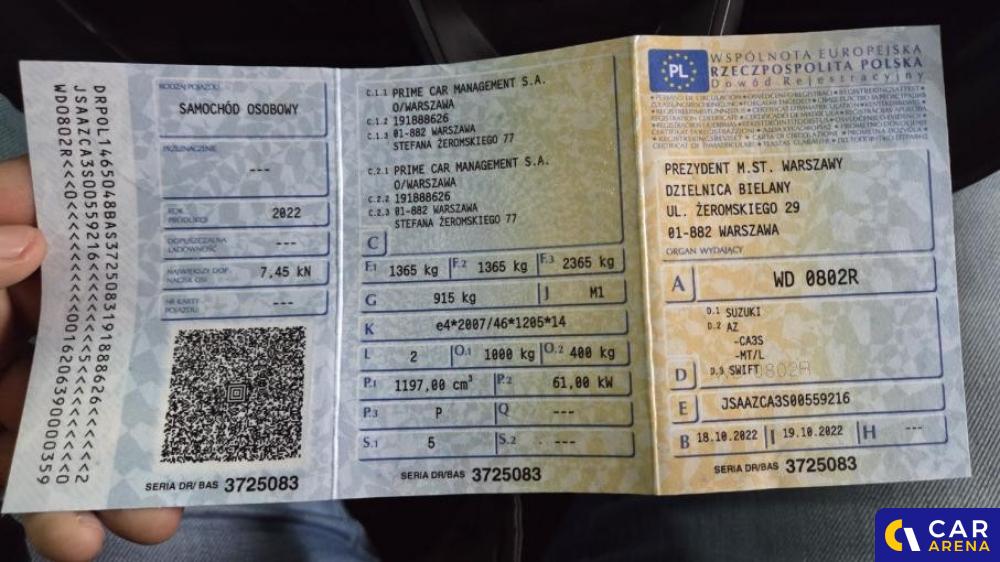 DRPOL1465048BAS3725083191888626<<<<<<2
JSAAZCA3S00559216<<<<<<<<<<
WD0802R<<
RODZAJ POJAZDU
SAMOCHÓD OSOBOWY
PRZEZNACZENIE
---
ROK PRODUKCJI
2022
DOPUSZCZALNA ŁADOWNOŚĆ
---
NAJWIĘKSZY DOP. NACISK OSI
7,45 kN
NR KARTY POJAZDU
---
SERIA DR/ BAS 3725083
C.1.1 PRIME CAR MANAGEMENT S.A.
O/WARSZAWA
C.1.2 191888626
C.1.3 01-882 WARSZAWA
STEFANA ŻEROMSKIEGO 77
C.2.1 PRIME CAR MANAGEMENT S.A.
O/WARSZAWA
C.2.2 191888626
C.2.3 01-882 WARSZAWA
STEFANA ŻEROMSKIEGO 77
C
F.1 1365 kg F.2 1365 kg F.3 2365 kg
G 915 kg J M1
K e4*2007/46*1205*14
L 2 O.1 1000 kg O.2 400 kg
P.1 1197,00 cm³ P.2 61,00 kW
P.3 P Q ---
S.1 5 S.2 ---
SERIA DR/ BAS 3725083
PL
WSPÓLNOTA EUROPEJSKA
RZECZPOSPOLITA POLSKA
Dowód Rejestracyjny
PREZYDENT M.ST. WARSZAWY
DZIELNICA BIELANY
UL. ŻEROMSKIEGO 29
01-882 WARSZAWA
ORGAN WYDAJĄCY
A WD 0802R
D.1 SUZUKI
D.2 AZ
-CA3S
-MT/L
D D.3 SWIFT
E JSAAZCA3S00559216
B 18.10.2022 I 19.10.2022 H ---
SERIA DR/BAS 3725083
CAR
ARENA